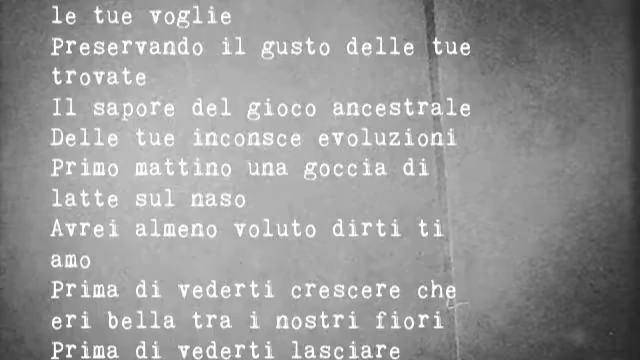 le tue voglie
Preservando il gusto delle tue
trovate
Il sapore del gioco ancestrale
Delle tue inconsce evoluzioni
Primo mattino una goccia di
latte sul naso
Avrei almeno voluto dirti ti
amo
Prima di vederti crescere che
eri bella tra i nostri fiori
Prima di vederti lasciare